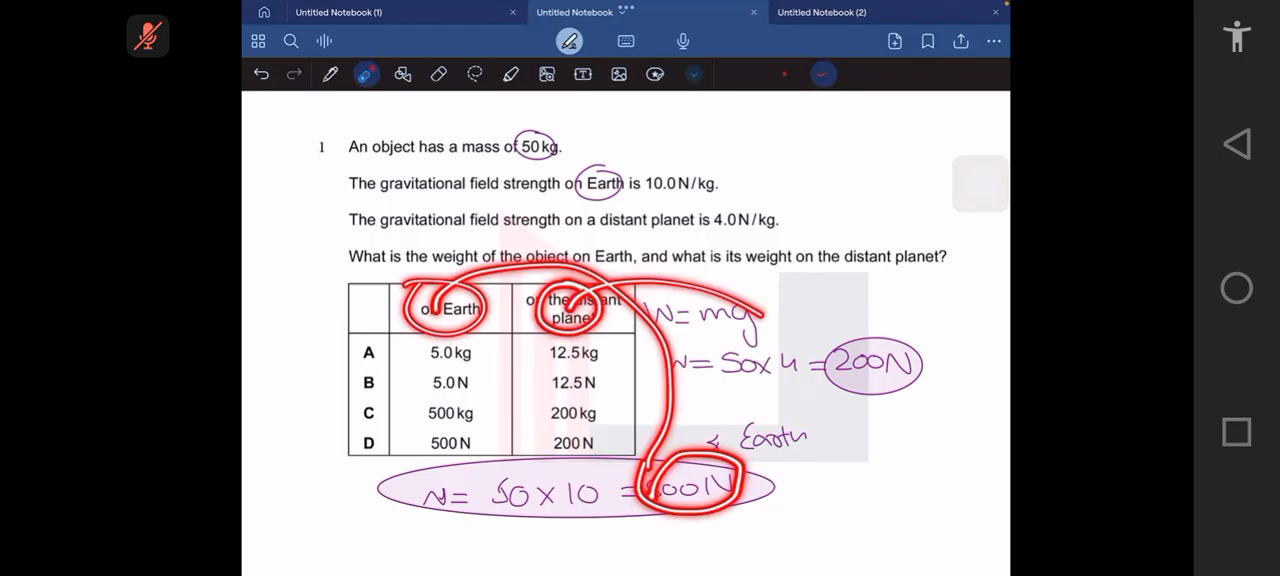 Untitled Notebook (1) × Untitled Notebook × Untitled Notebook (2) ×
1 An object has a mass of 50 kg.
The gravitational field strength on Earth is 10.0 N/kg.
The gravitational field strength on a distant planet is 4.0 N/kg.
What is the weight of the object on Earth, and what is its weight on the distant planet?
on Earth on the distant planet
W = mg
A 5.0 kg 12.5 kg
W = 50 x 4 = 200N
B 5.0 N 12.5 N
C 500 kg 200 kg
D 500 N 200 N
Earth
W = 50 x 10 = 500N